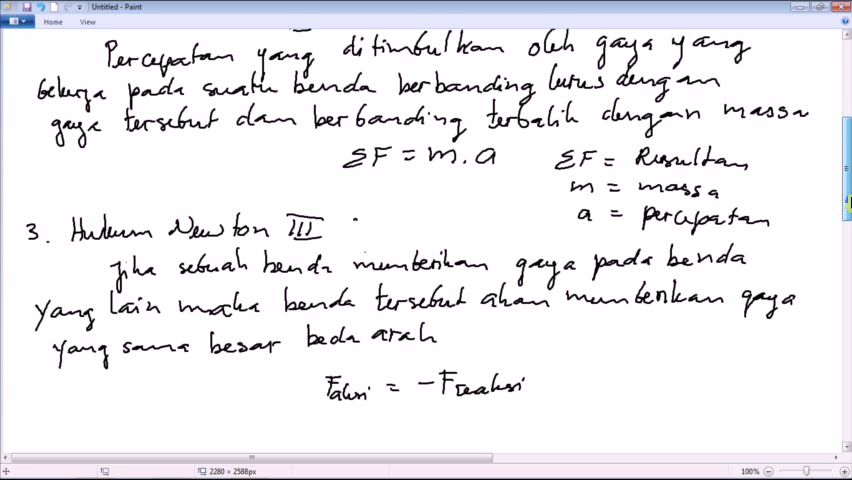 Untitled - Paint
Home View
Percepatan yang ditimbulkan oleh gaya yang
bekerja pada suatu benda berbanding lurus dengan
gaya tersebut dan berbanding terbalik dengan massa
ΣF = m . a
ΣF = Resultan
m = massa
a = percepatan
3. Hukum Newton III
Jika sebuah benda memberikan gaya pada benda
yang lain maka benda tersebut akan memberikan gaya
yang sama besar beda arah
Faksi = -Freaksi
2280 × 2588px
100%